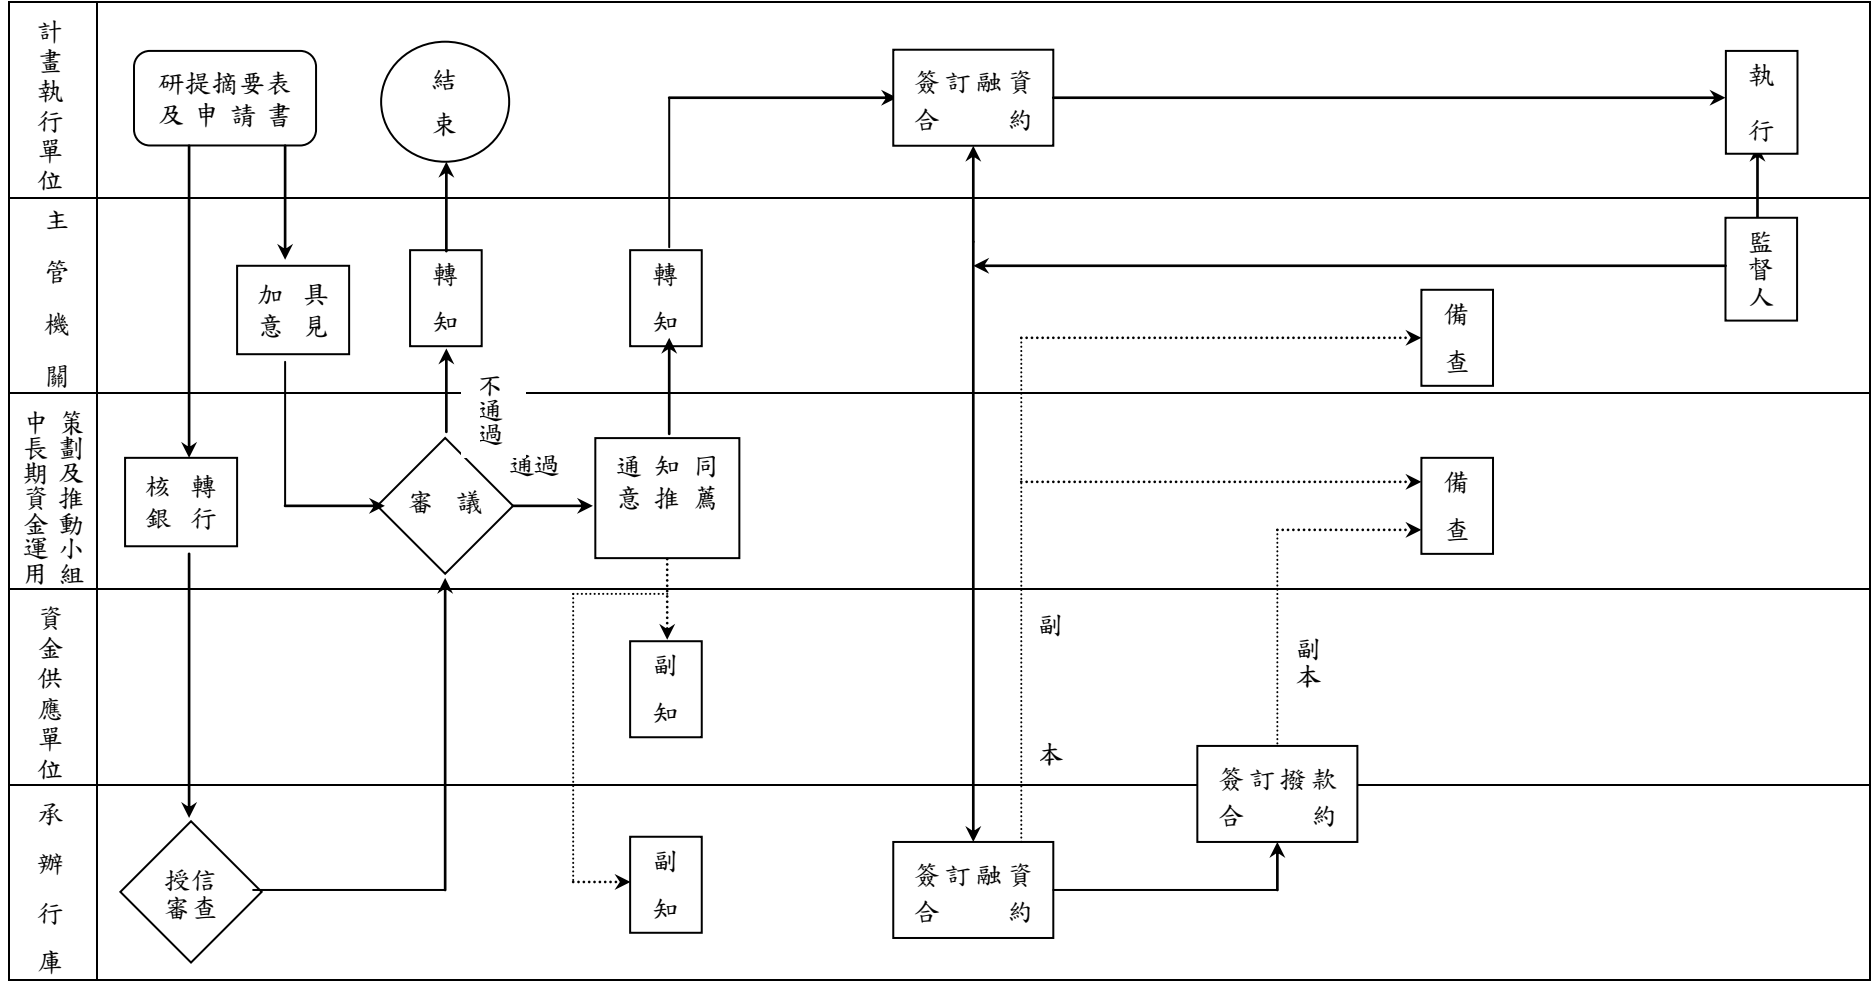 計畫執行單位
研提摘要表
及申請書
結
束
簽訂融資
合約
執
行
主管機關
加具
意見
轉
知
轉
知
監
督
人
備
查
不通過
中長期資金運用
策劃及推動小組
核轉
銀行
審議
通過
通知同
意推薦
備
查
資金供應單位
副
知
副本
副本
簽訂撥款
合約
承辦行庫
授信
審查
副
知
簽訂融資
合約